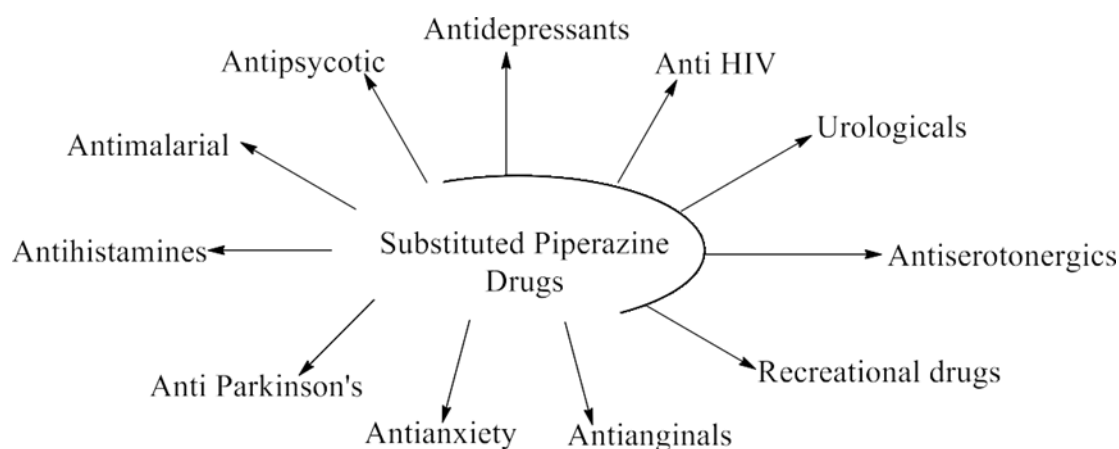 Antidepressants
Antipsycotic
Anti HIV
Urologicals
Antimalarial
Substituted Piperazine
Drugs
Antihistamines
Antiserotonergics
Anti Parkinson's
Recreational drugs
Antianxiety
Antianginals